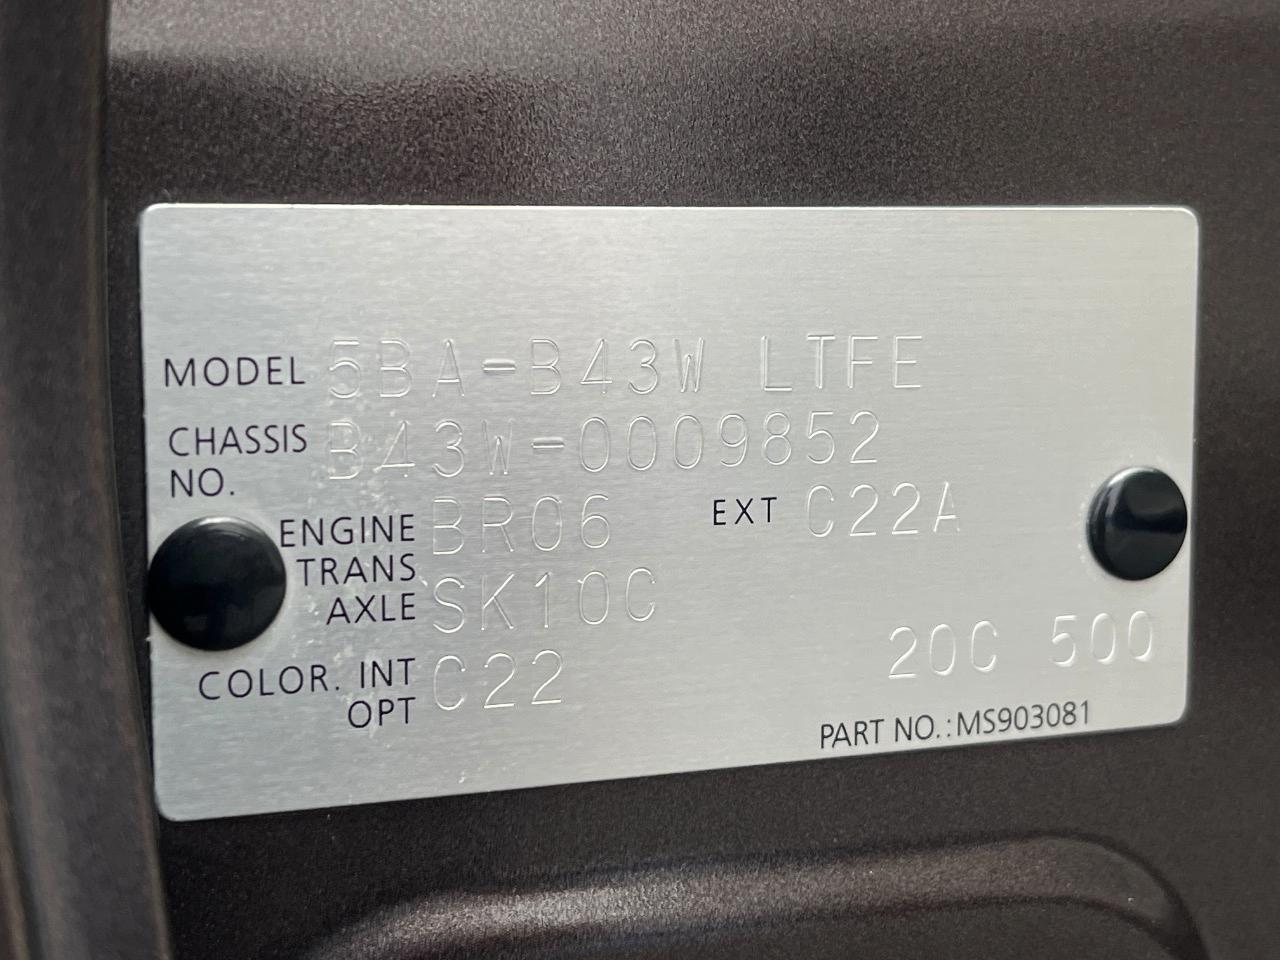 MODEL 5BA-B43W LTFE
CHASSIS NO. B43W-0009852
ENGINE BR06 EXT C22A
TRANS AXLE SK10C
COLOR. INT C22
OPT
20C 500
PART NO.:MS903081